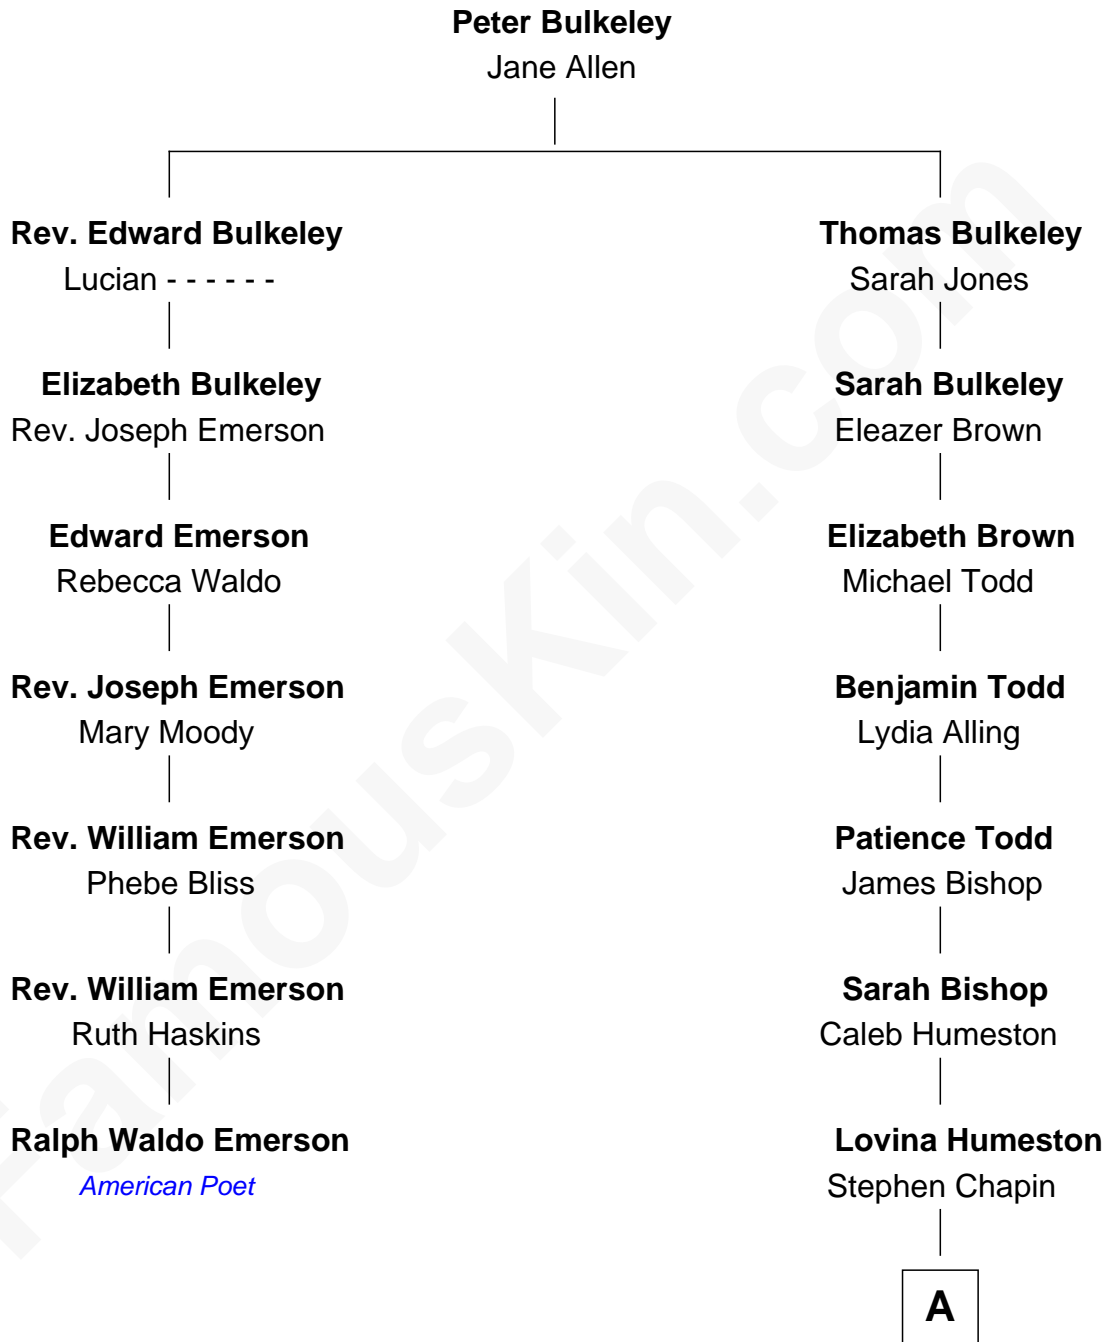 Peter Bulkeley
Jane Allen
Rev. Edward Bulkeley
Lucian - - - - - -
Elizabeth Bulkeley
Rev. Joseph Emerson
Edward Emerson
Rebecca Waldo
Rev. Joseph Emerson
Mary Moody
Rev. William Emerson
Phebe Bliss
Rev. William Emerson
Ruth Haskins
Ralph Waldo Emerson
American Poet
Thomas Bulkeley
Sarah Jones
Sarah Bulkeley
Eleazer Brown
Elizabeth Brown
Michael Todd
Benjamin Todd
Lydia Alling
Patience Todd
James Bishop
Sarah Bishop
Caleb Humeston
Lovina Humeston
Stephen Chapin
A
FamousKin.com